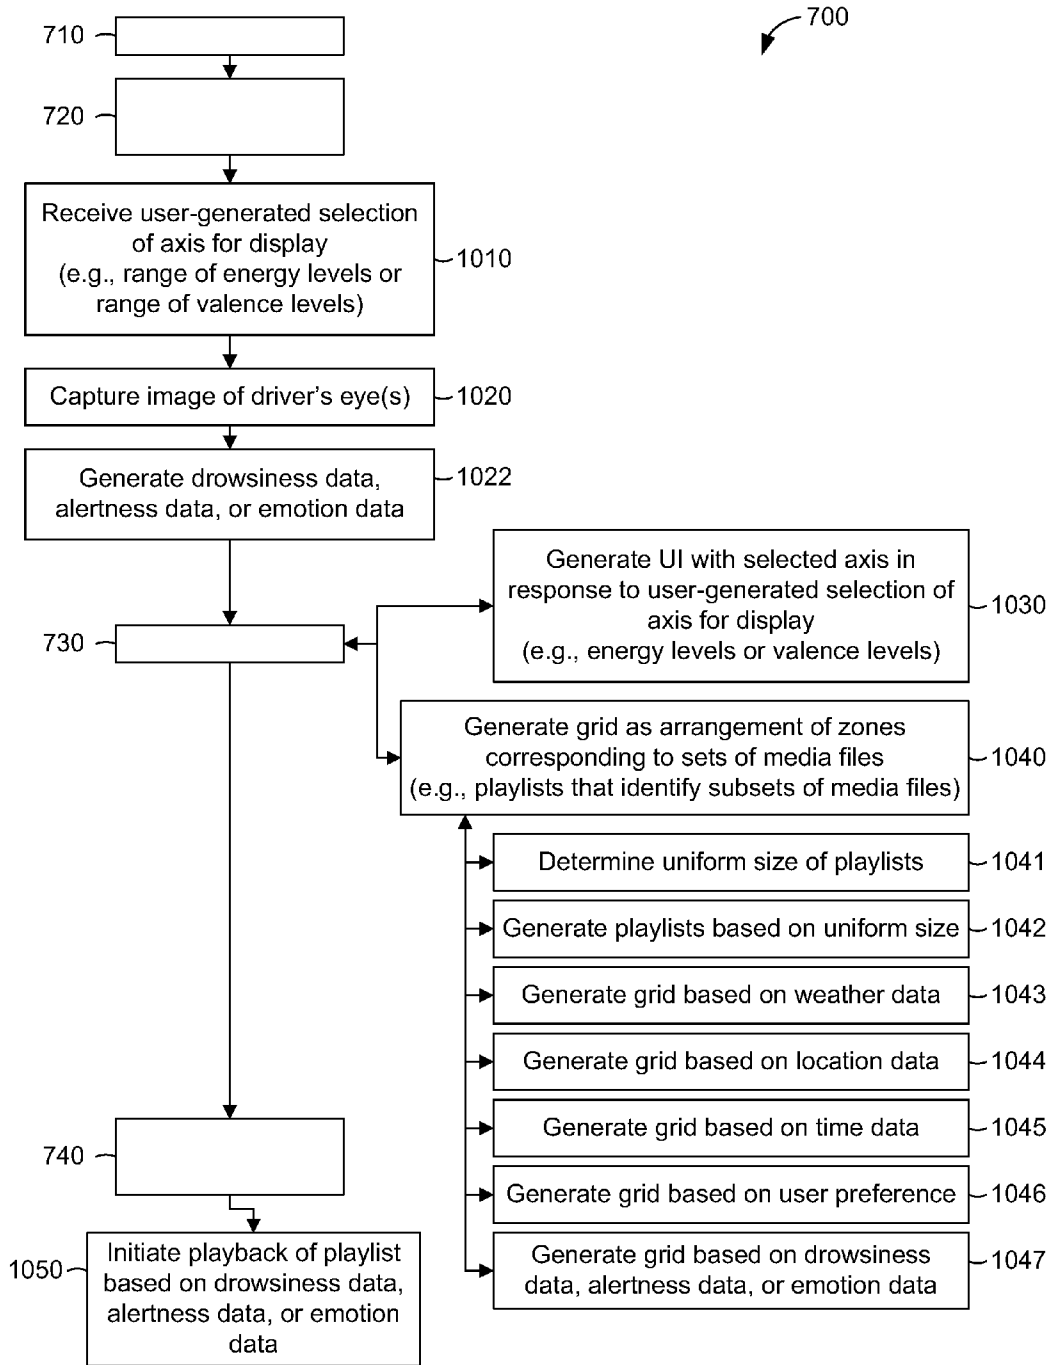 700
710
720
Receive user-generated selection
of axis for display
(e.g., range of energy levels or
range of valence levels)
1010
Capture image of driver's eye(s)
1020
Generate drowsiness data,
alertness data, or emotion data
1022
Generate UI with selected axis in
response to user-generated selection of
axis for display
(e.g., energy levels or valence levels)
1030
730
Generate grid as arrangement of zones
corresponding to sets of media files
(e.g., playlists that identify subsets of media files)
1040
Determine uniform size of playlists
1041
Generate playlists based on uniform size
1042
Generate grid based on weather data
1043
Generate grid based on location data
1044
Generate grid based on time data
1045
740
Generate grid based on user preference
1046
Generate grid based on drowsiness
data, alertness data, or emotion data
1047
1050
Initiate playback of playlist
based on drowsiness data,
alertness data, or emotion
data